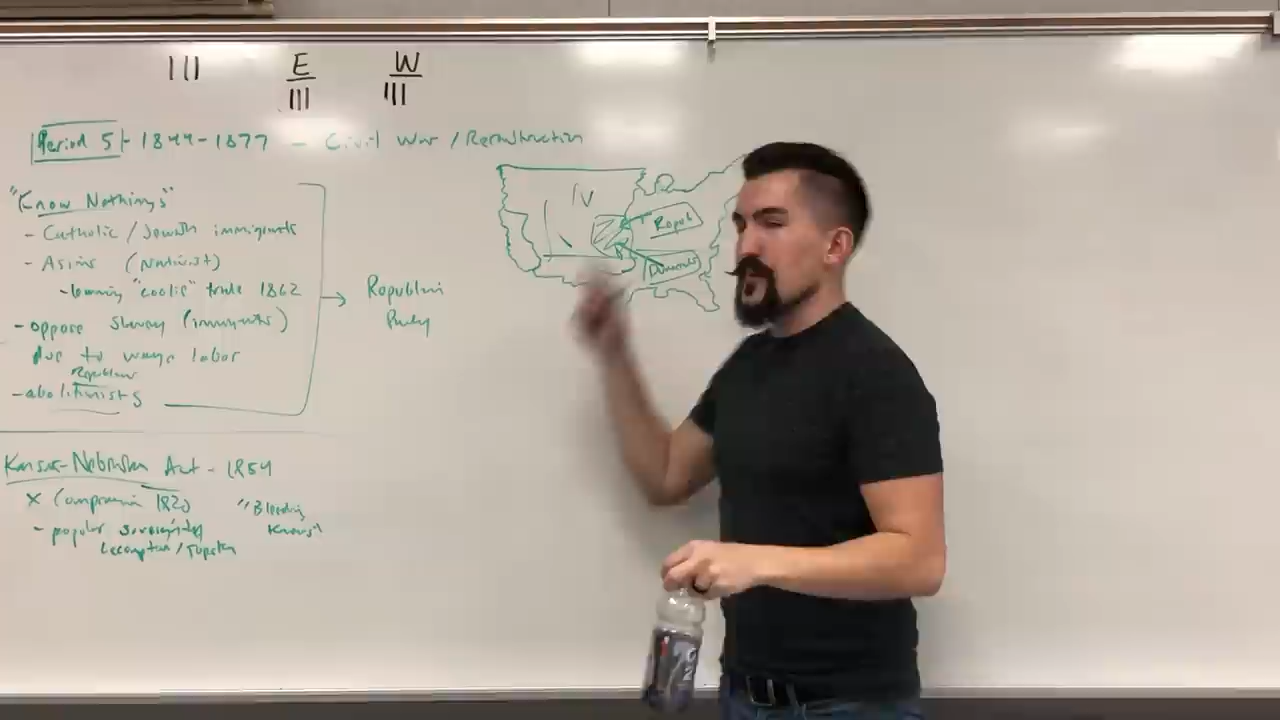 ||| E W
||| |||
Period 5 - 1844-1877 - Civil War / Reconstruction
"Know Nothings"
- Catholic / Jewish immigrants
- Asians (Nativist)
- banning "coolie" trade 1862
- oppose slavery (immigrants)
due to wage labor
Republican
- abolitionists
Republican
Party
IV
Repub
Democrats
Kansas-Nebraska Act - 1854
X Compromise 1820
- popular sovereignty
Lecompton / Topeka
"Bleeding
Kansas"